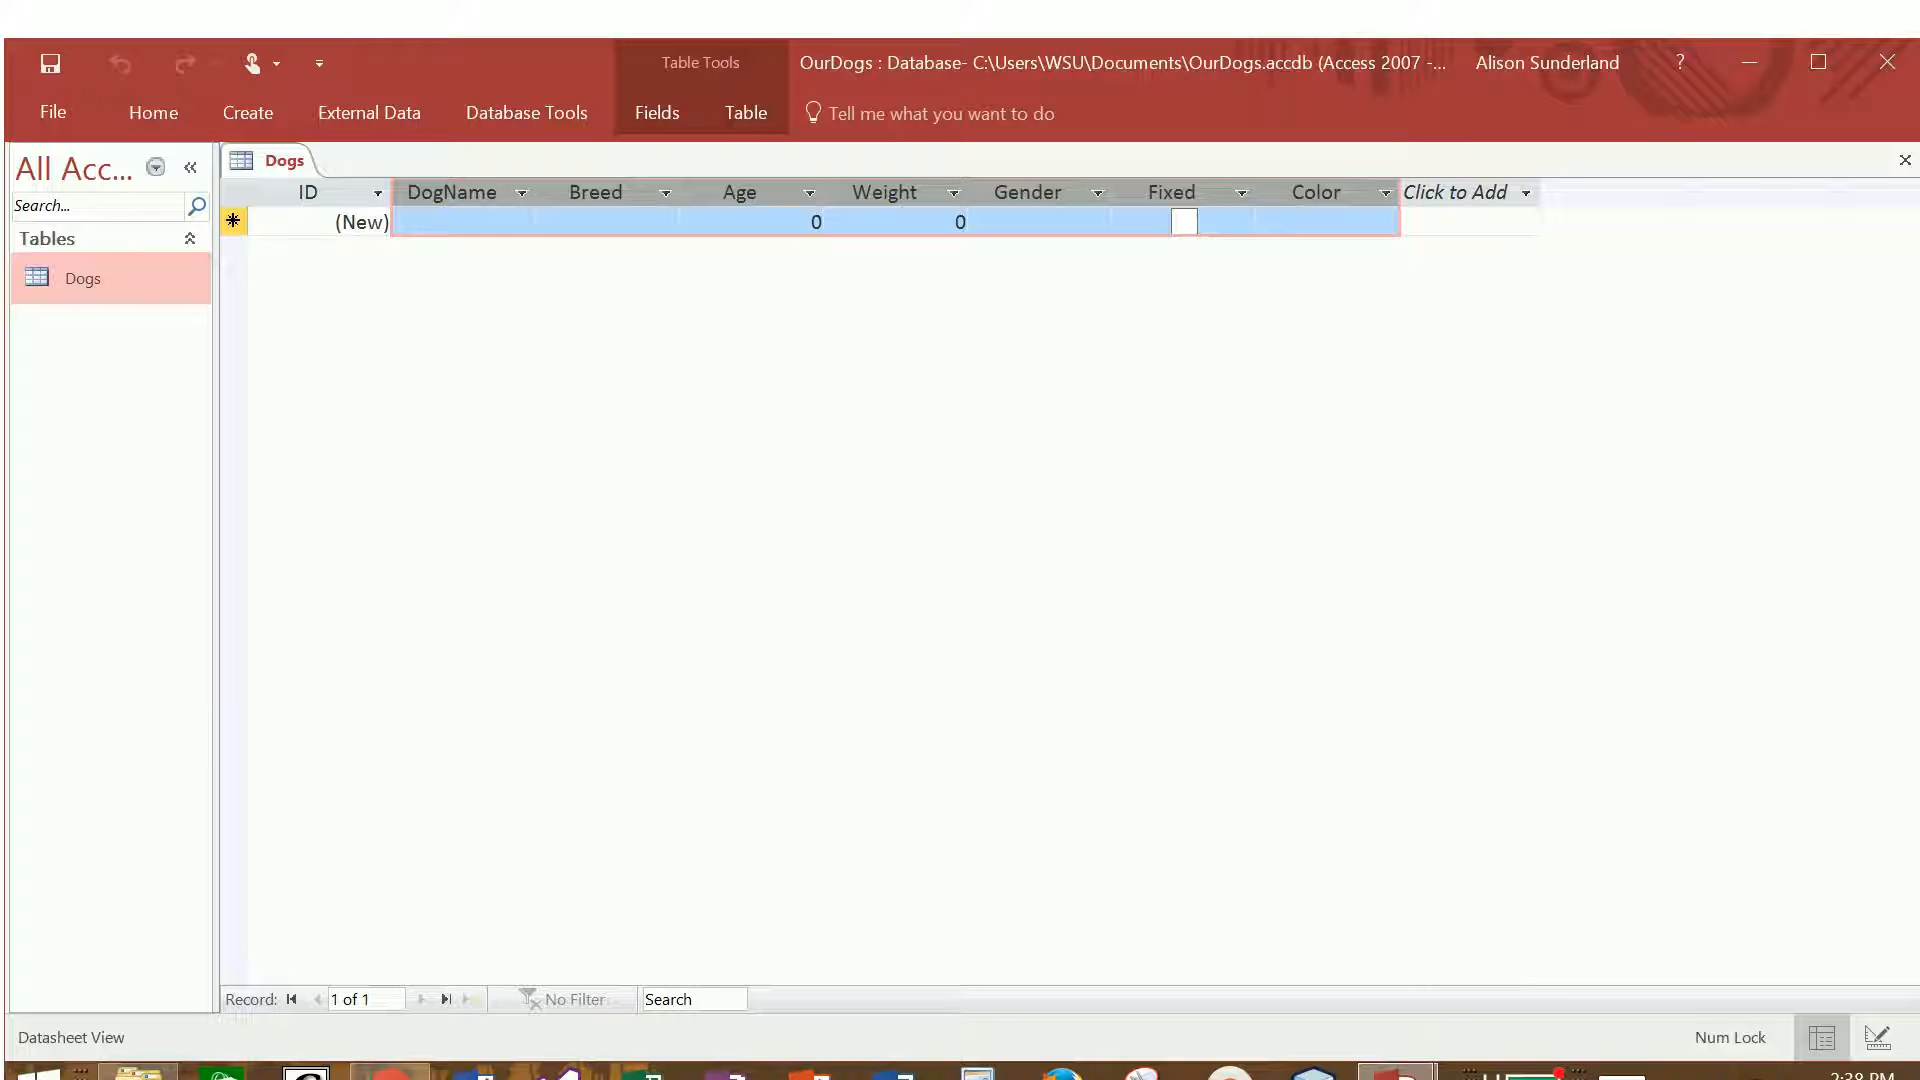 Table Tools
OurDogs : Database- C:\Users\WSU\Documents\OurDogs.accdb (Access 2007 -...
Alison Sunderland
?
File
Home
Create
External Data
Database Tools
Fields
Table
Tell me what you want to do
All Acc...
«
Dogs
Search...
ID
DogName
Breed
Age
Weight
Gender
Fixed
Color
Click to Add
(New)
0
0
Tables
Dogs
Record:
1 of 1
No Filter
Search
Datasheet View
Num Lock
2:38 PM